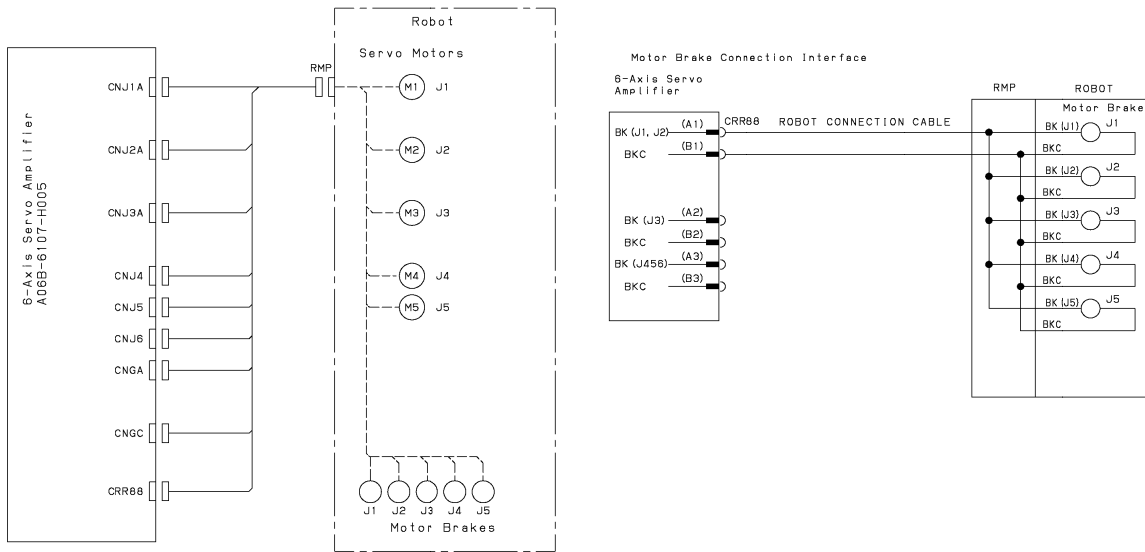 Robot
Servo Motors
6-Axis Servo Amplifier
A06B-6107-H005
CNJ1A
RMP
M1 J1
CNJ2A
M2 J2
CNJ3A
M3 J3
CNJ4
M4 J4
CNJ5
M5 J5
CNJ6
CNGA
CNGC
CRR88
J1 J2 J3 J4 J5
Motor Brakes
Motor Brake Connection Interface
6-Axis Servo
Amplifier
RMP ROBOT
Motor Brake
BK (J1, J2) (A1) CRR88 ROBOT CONNECTION CABLE BK (J1) J1
BKC (B1) BKC
BK (J2) J2
BKC
BK (J3) (A2) BK (J3) J3
BKC (B2) BKC
BK (J456) (A3) BK (J4) J4
BKC (B3) BKC
BK (J5) J5
BKC